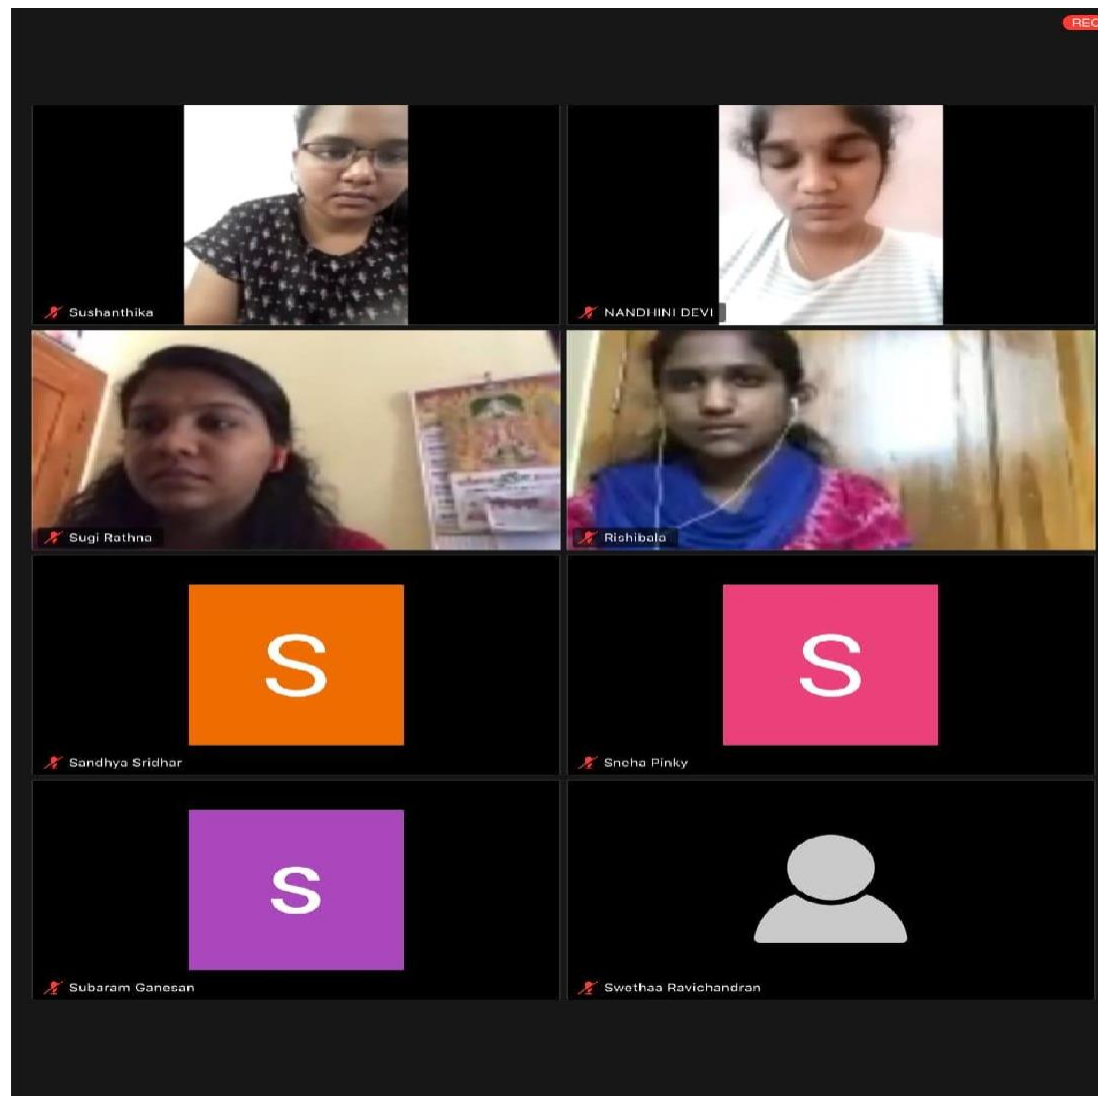 REC
Sushanthika
NANDHINI DEVI
Sugi Rathna
Rishibala
S
S
Sandhya Sridhar
Sneha Pinky
s
Subaram Ganesan
Swethaa Ravichandran